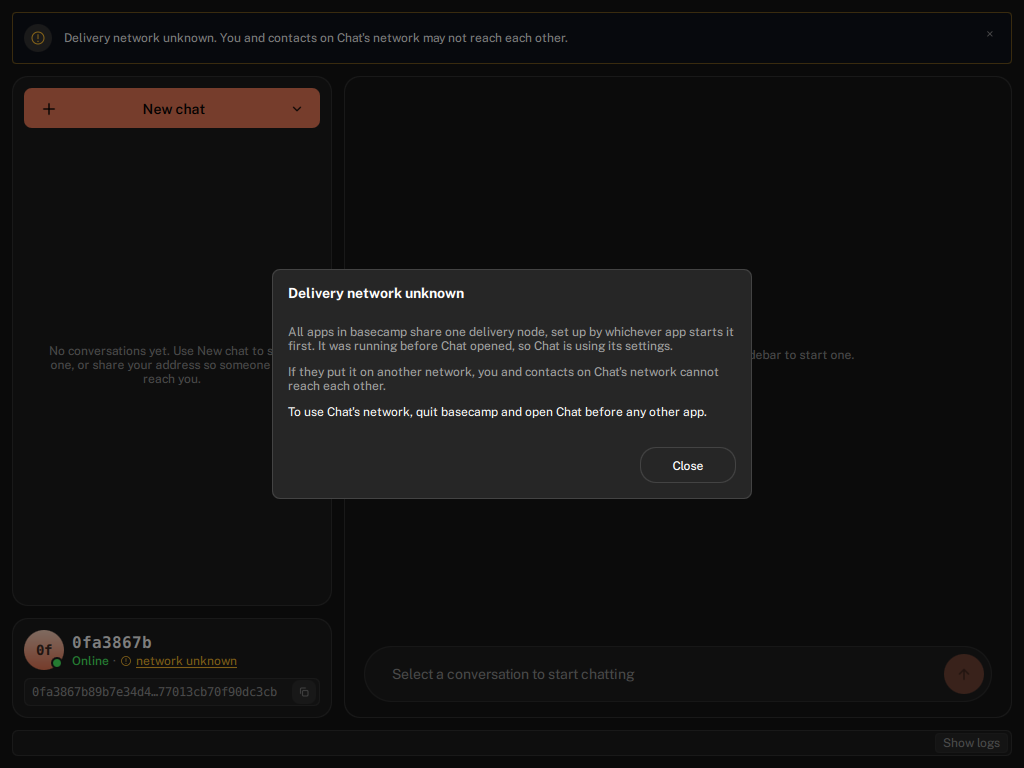 Delivery network unknown. You and contacts on Chat's network may not reach each other.
×
New chat
No conversations yet. Use New chat to s
one, or share your address so someone
reach you.
debar to start one.
Delivery network unknown
All apps in basecamp share one delivery node, set up by whichever app starts it
first. It was running before Chat opened, so Chat is using its settings.
If they put it on another network, you and contacts on Chat's network cannot
reach each other.
To use Chat's network, quit basecamp and open Chat before any other app.
Close
0f
0fa3867b
Online · network unknown
0fa3867b89b7e34d4…77013cb70f90dc3cb
Select a conversation to start chatting
Show logs